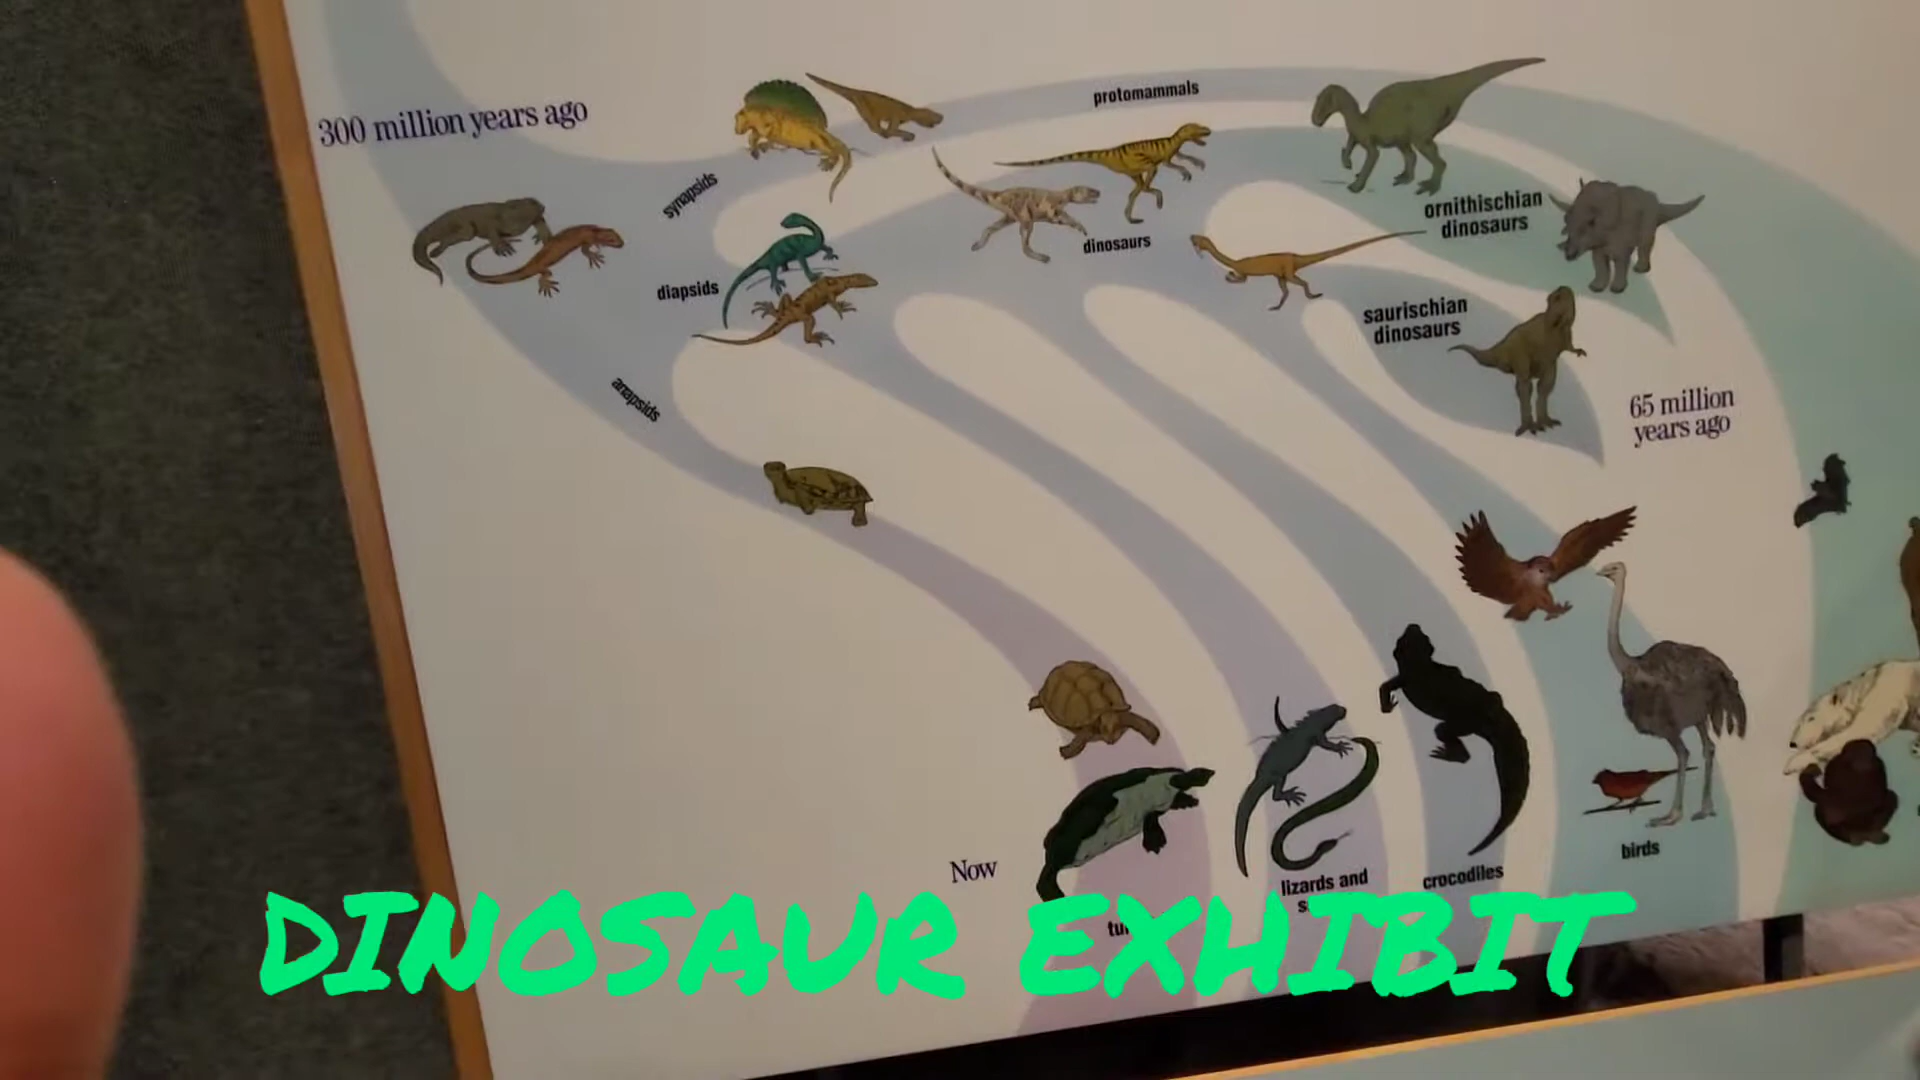 300 million years ago
protomammals
synapsids
ornithischian
dinosaurs
dinosaurs
diapsids
saurischian
dinosaurs
anapsids
65 million
years ago
birds
Now
lizards and
crocodiles
DINOSAUR EXHIBIT